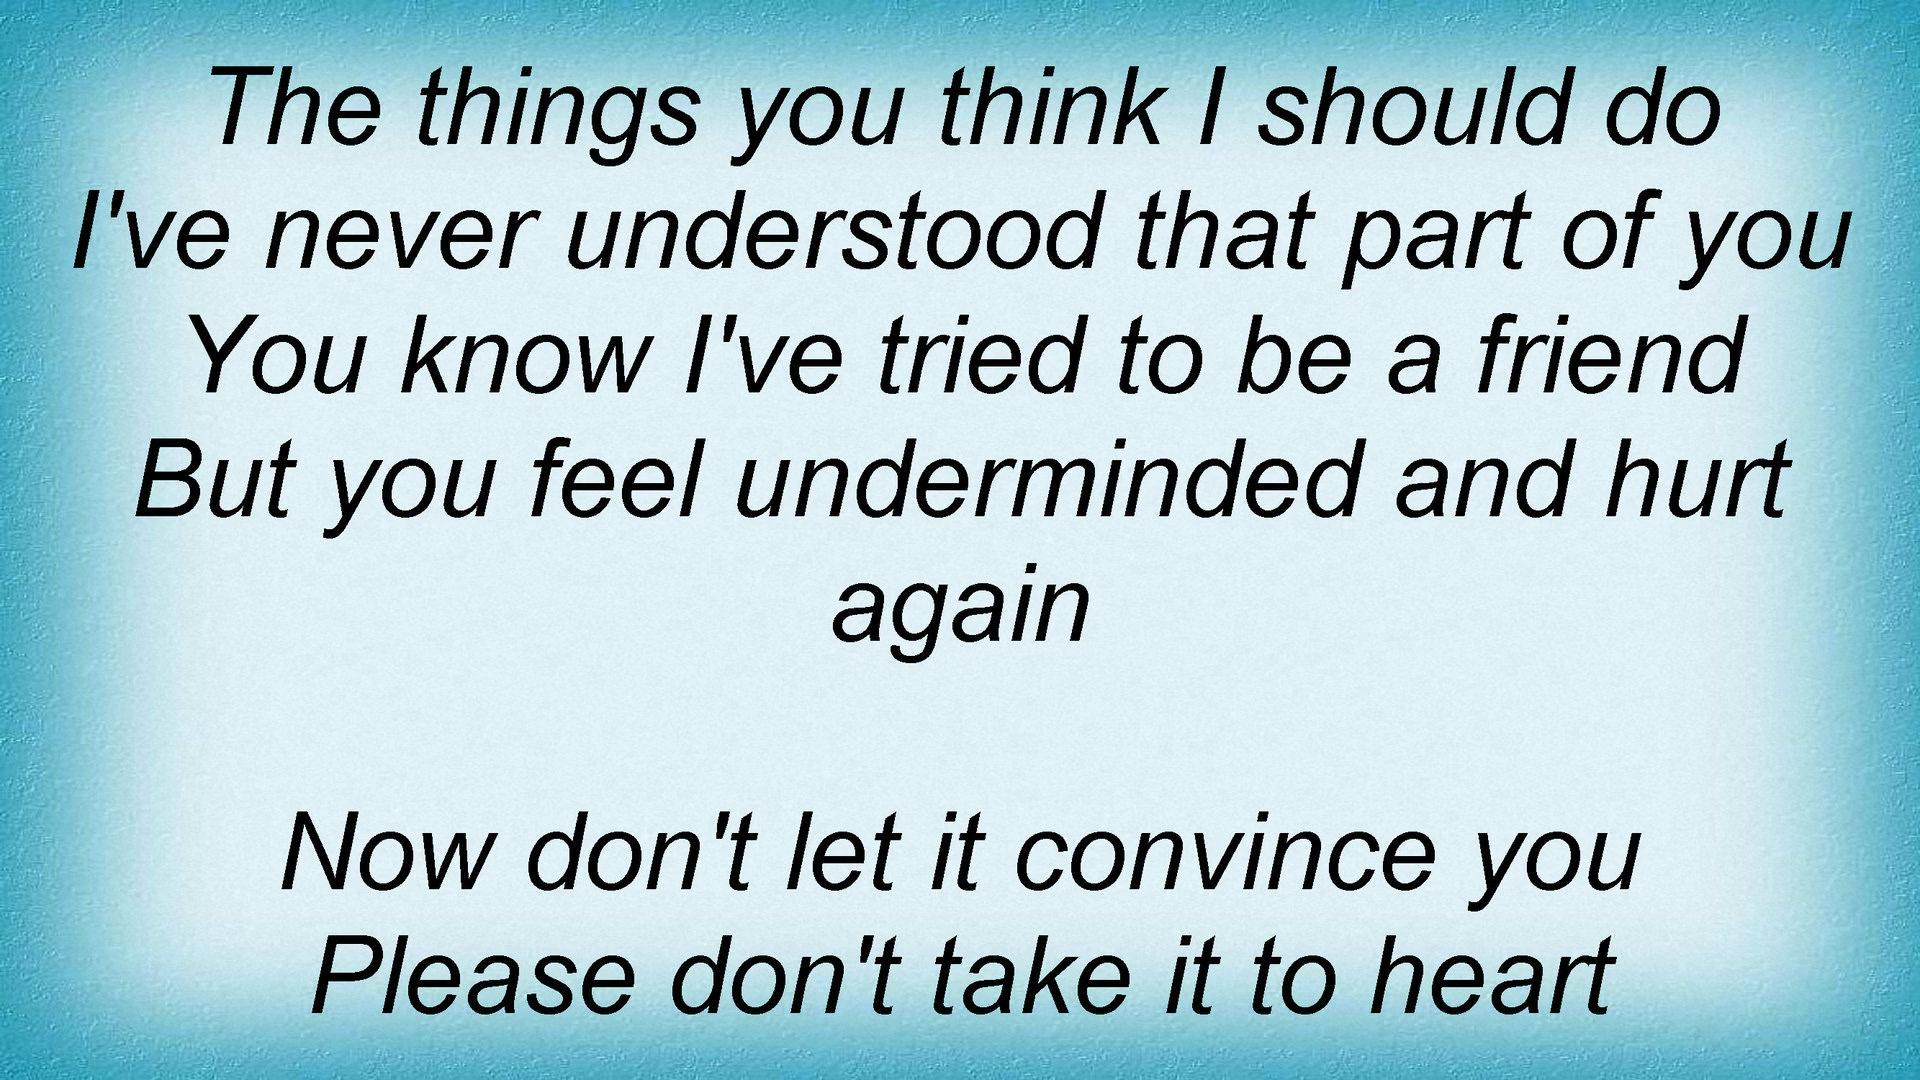 The things you think I should do
I've never understood that part of you
You know I've tried to be a friend
But you feel underminded and hurt
again
Now don't let it convince you
Please don't take it to heart